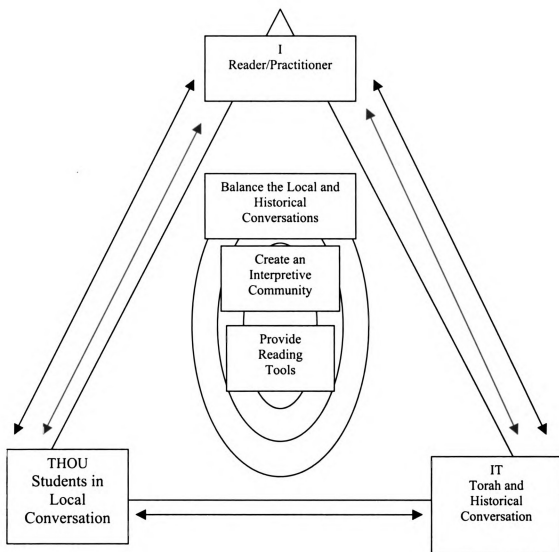 I
Reader/Practitioner
Balance the Local and
Historical
Conversations
Create an
Interpretive
Community
Provide
Reading
Tools
THOU
Students in
Local
Conversation
IT
Torah and
Historical
Conversation